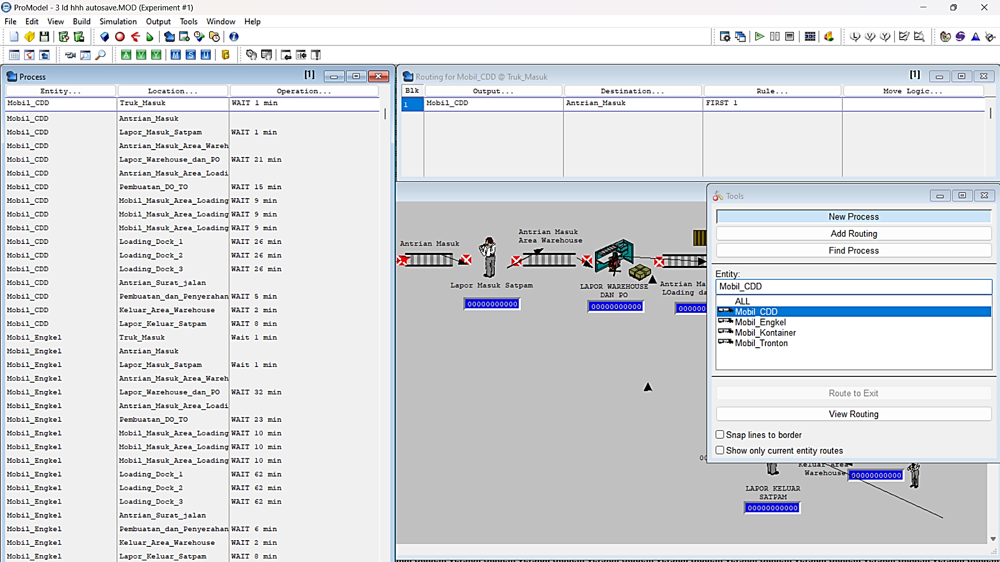 ProModel - 3 ld hhh autosave.MOD (Experiment #1)
File Edit View Build Simulation Output Tools Window Help
L V Y
A V Y M S U
Process [1]
Entity... Location... Operation...
Mobil_CDD Truk_Masuk WAIT 1 min
Mobil_CDD Antrian_Masuk
Mobil_CDD Lapor_Masuk_Satpam WAIT 1 min
Mobil_CDD Antrian_Masuk_Area_Wareh
Mobil_CDD Lapor_Warehouse_dan_PO WAIT 21 min
Mobil_CDD Antrian_Masuk_Area_Loadi
Mobil_CDD Pembuatan_DO_TO WAIT 15 min
Mobil_CDD Mobil_Masuk_Area_Loading WAIT 9 min
Mobil_CDD Mobil_Masuk_Area_Loading WAIT 9 min
Mobil_CDD Mobil_Masuk_Area_Loading WAIT 9 min
Mobil_CDD Loading_Dock_1 WAIT 26 min
Mobil_CDD Loading_Dock_2 WAIT 26 min
Mobil_CDD Loading_Dock_3 WAIT 26 min
Mobil_CDD Antrian_Surat_jalan
Mobil_CDD Pembuatan_dan_Penyerahan WAIT 5 min
Mobil_CDD Keluar_Area_Warehouse WAIT 2 min
Mobil_CDD Lapor_Keluar_Satpam WAIT 8 min
Mobil_Engkel Truk_Masuk Wait 1 min
Mobil_Engkel Antrian_Masuk
Mobil_Engkel Lapor_Masuk_Satpam Wait 1 min
Mobil_Engkel Antrian_Masuk_Area_Wareh
Mobil_Engkel Lapor_Warehouse_dan_PO WAIT 32 min
Mobil_Engkel Antrian_Masuk_Area_Loadi
Mobil_Engkel Pembuatan_DO_TO WAIT 23 min
Mobil_Engkel Mobil_Masuk_Area_Loading WAIT 10 min
Mobil_Engkel Mobil_Masuk_Area_Loading WAIT 10 min
Mobil_Engkel Mobil_Masuk_Area_Loading WAIT 10 min
Mobil_Engkel Loading_Dock_1 WAIT 62 min
Mobil_Engkel Loading_Dock_2 WAIT 62 min
Mobil_Engkel Loading_Dock_3 WAIT 62 min
Mobil_Engkel Antrian_Surat_jalan
Mobil_Engkel Pembuatan_dan_Penyerahan WAIT 6 min
Mobil_Engkel Keluar_Area_Warehouse WAIT 2 min
Mobil_Engkel Lapor_Keluar_Satpam WAIT 8 min
Routing for Mobil_CDD @ Truk_Masuk [1]
Blk Output... Destination... Rule... Move Logic...
1 Mobil_CDD Antrian_Masuk FIRST 1
Antrian Masuk
Lapor Masuk Satpam
00000000000
Antrian Masuk
Area Warehouse
LAPOR WAREHOUSE
DAN PO
00000000000
Antrian Ma
LOading da
000000
Tools
New Process
Add Routing
Find Process
Entity:
Mobil_CDD
ALL
Mobil_CDD
Mobil_Engkel
Mobil_Kontainer
Mobil_Tronton
Route to Exit
View Routing
Snap lines to border
Show only current entity routes
Keluar Area
Warehouse
00000000000
LAPOR KELUAR
SATPAM
00000000000
Student Version Student Version Student Version Student Version Student Version